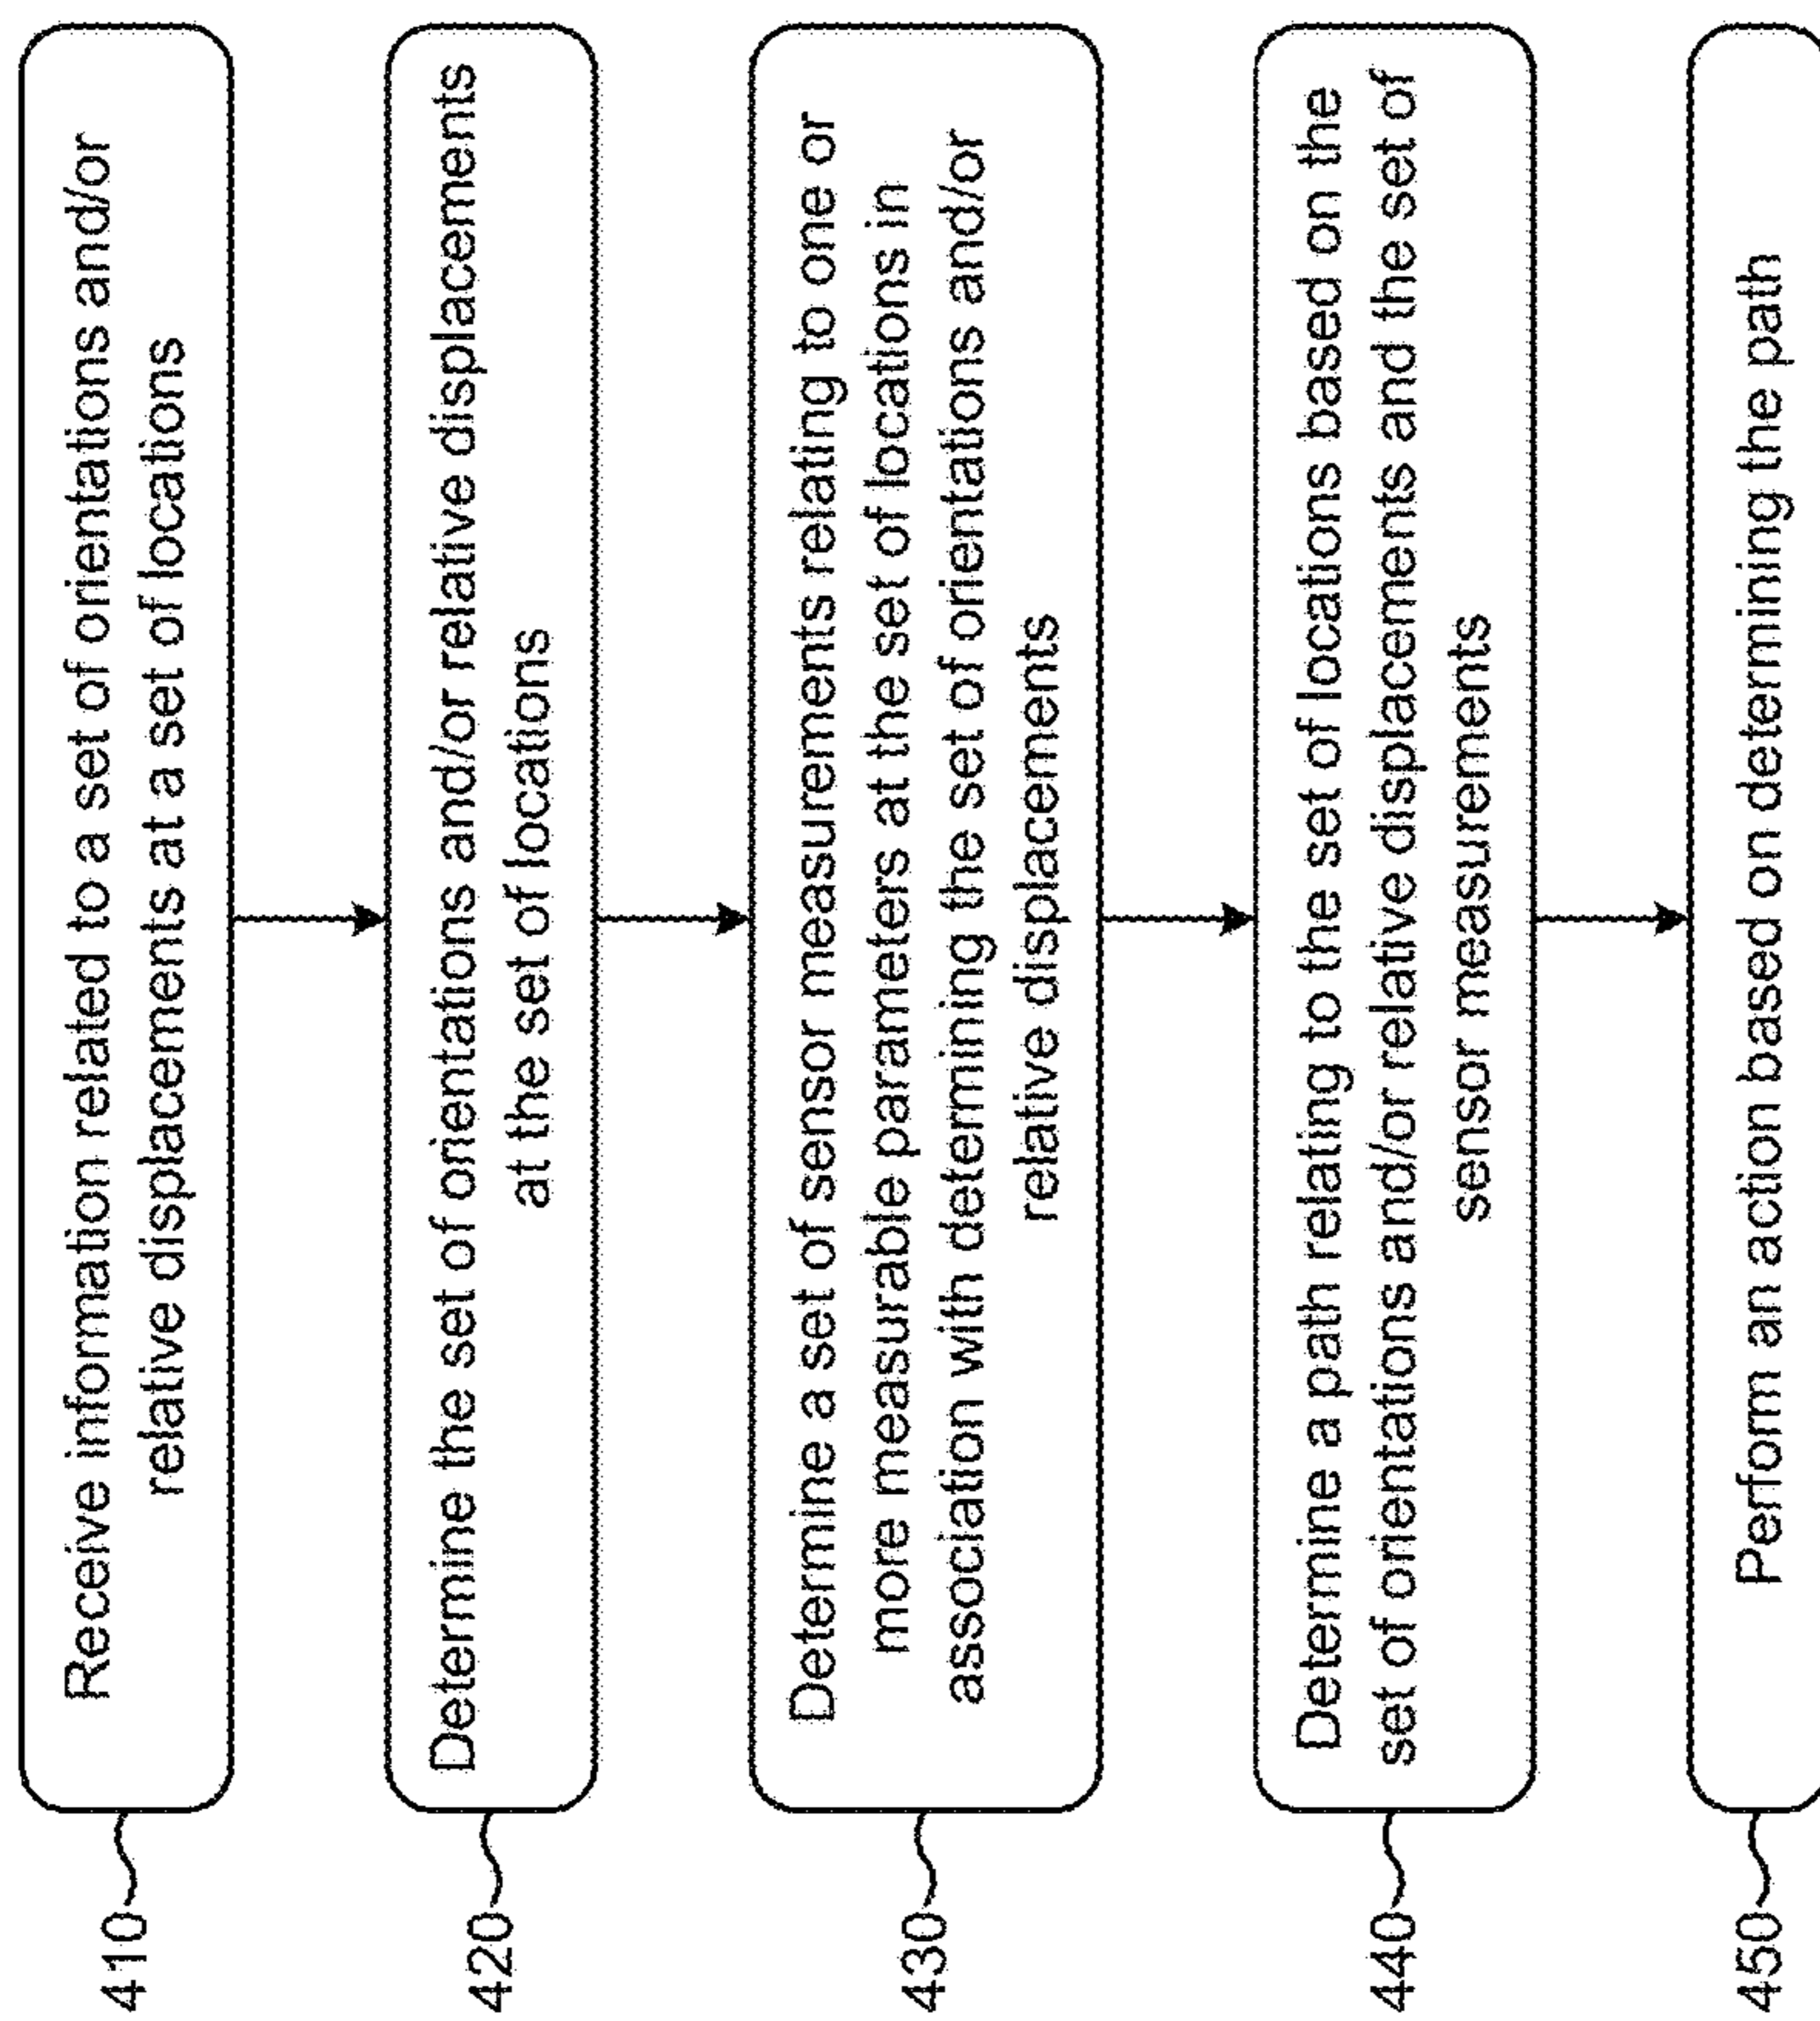 Receive information related to a set of orientations and/or
relative displacements at a set of locations
410
Determine the set of orientations and/or relative displacements
at the set of locations
420
Determine a set of sensor measurements relating to one or
more measurable parameters at the set of locations in
association with determining the set of orientations and/or
relative displacements
430
Determine a path relating to the set of locations based on the
set of orientations and/or relative displacements and the set of
sensor measurements
440
Perform an action based on determining the path
450